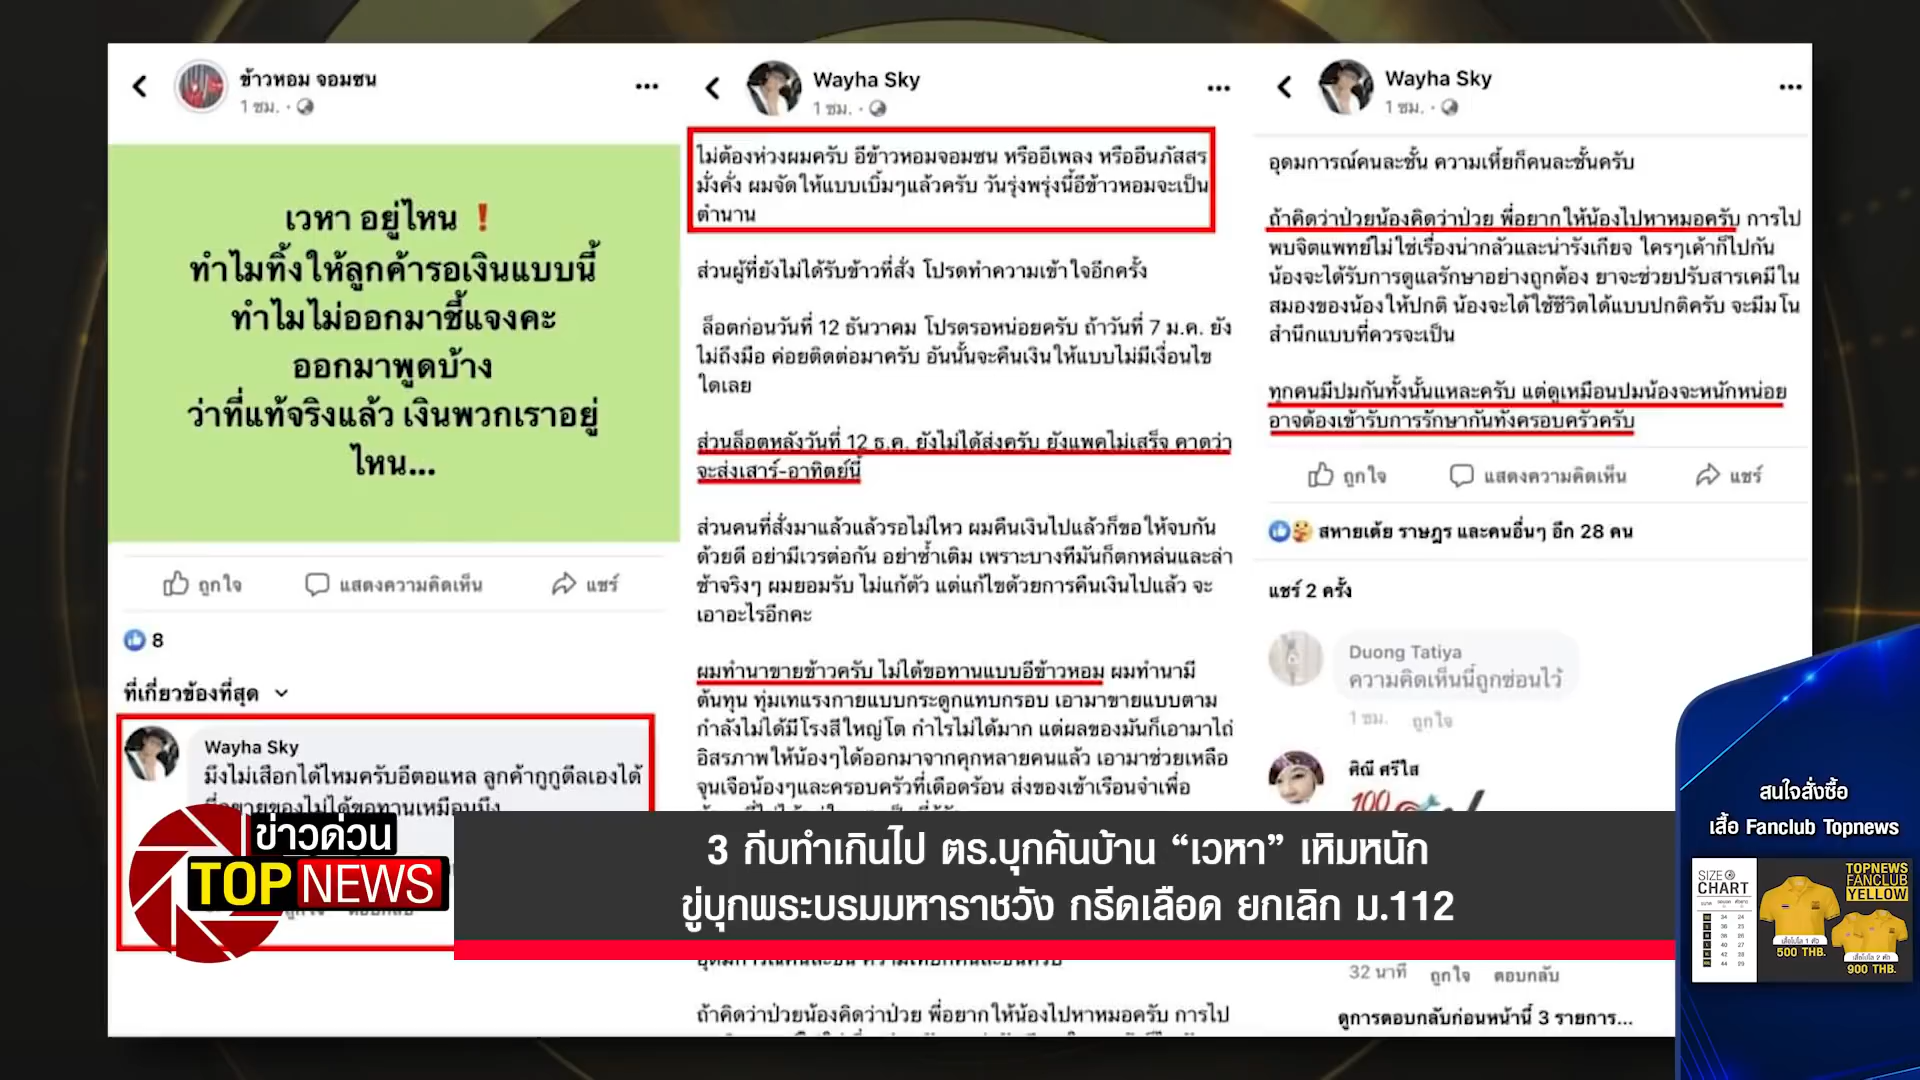 ข้าวหอม จอมซน
1 ชม. ·
เวหา อยู่ไหน ❗
ทำไมทิ้งให้ลูกค้ารอเงินแบบนี้
ทำไมไม่ออกมาชี้แจงคะ
ออกมาพูดบ้าง
ว่าที่แท้จริงแล้ว เงินพวกเราอยู่
ไหน...
ถูกใจ แสดงความคิดเห็น แชร์
8
ที่เกี่ยวข้องที่สุด
Wayha Sky
มึงไม่เสือกได้ไหมครับอีตอแหล ลูกค้ากูกูดีลเองได้
Wayha Sky
1 ชม. ·
ไม่ต้องห่วงผมครับ อีข้าวหอมจอมซน หรืออีเพลง หรืออีนภัสสร
มั่งคั่ง ผมจัดให้แบบเบิ้มๆแล้วครับ วันรุ่งพรุ่งนี้อีข้าวหอมจะเป็น
ตำนาน
ส่วนผู้ที่ยังไม่ได้รับข้าวที่สั่ง โปรดทำความเข้าใจอีกครั้ง
ล็อตก่อนวันที่ 12 ธันวาคม โปรดรอหน่อยครับ ถ้าวันที่ 7 ม.ค. ยัง
ไม่ถึงมือ ค่อยติดต่อมาครับ อันนั้นจะคืนเงินให้แบบไม่มีเงื่อนไข
ใดเลย
ส่วนล็อตหลังวันที่ 12 ธ.ค. ยังไม่ได้ส่งครับ ยังแพคไม่เสร็จ คาดว่า
จะส่งเสาร์-อาทิตย์นี้
ส่วนคนที่สั่งมาแล้วแล้วรอไม่ไหว ผมคืนเงินไปแล้วก็ขอให้จบกัน
ด้วยดี อย่ามีเวรต่อกัน อย่าซ้ำเติม เพราะบางทีมันก็ตกหล่นและล่า
ช้าจริงๆ ผมยอมรับ ไม่แก้ตัว แต่แก้ไขด้วยการคืนเงินไปแล้ว จะ
เอาอะไรอีกคะ
ผมทำนาขายข้าวครับ ไม่ได้ขอทานแบบอีข้าวหอม ผมทำนามี
ต้นทุน ทุ่มเทแรงกายแบบกระดูกแทบกรอบ เอามาขายแบบตาม
กำลังไม่ได้มีโรงสีใหญ่โต กำไรไม่ได้มาก แต่ผลของมันก็เอามาไถ่
อิสรภาพให้น้องๆได้ออกมาจากคุกหลายคนแล้ว เอามาช่วยเหลือ
จุนเจือน้องๆและครอบครัวที่เดือดร้อน ส่งของเข้าเรือนจำเพื่อ
ถ้าคิดว่าป่วยน้องคิดว่าป่วย พี่อยากให้น้องไปหาหมอครับ การไป
Wayha Sky
1 ชม. ·
อุดมการณ์คนละชั้น ความเหี้ยก็คนละชั้นครับ
ถ้าคิดว่าป่วยน้องคิดว่าป่วย พี่อยากให้น้องไปหาหมอครับ การไป
พบจิตแพทย์ไม่ใช่เรื่องน่ากลัวและน่ารังเกียจ ใครๆเค้าก็ไปกัน
น้องจะได้รับการดูแลรักษาอย่างถูกต้อง ยาจะช่วยปรับสารเคมีใน
สมองของน้องให้ปกติ น้องจะได้ใช้ชีวิตได้แบบปกติครับ จะมีมโน
สำนึกแบบที่ควรจะเป็น
ทุกคนมีปมกันทั้งนั้นแหละครับ แต่ดูเหมือนปมน้องจะหนักหน่อย
อาจต้องเข้ารับการรักษากันทั้งครอบครัวครับ
ถูกใจ แสดงความคิดเห็น แชร์
สหายเต้ย ราษฎร และคนอื่นๆ อีก 28 คน
แชร์ 2 ครั้ง
Duong Tatiya
ความคิดเห็นนี้ถูกซ่อนไว้
1 ชม. ถูกใจ
ศิณี ศรีใส
32 นาที ถูกใจ ตอบกลับ
ดูการตอบกลับก่อนหน้านี้ 3 รายการ...
ข่าวด่วน
TOP NEWS
3 กีบทำเกินไป ตร.บุกค้นบ้าน “เวหา” เหิมหนัก
ขู่บุกพระบรมมหาราชวัง กรีดเลือด ยกเลิก ม.112
สนใจสั่งซื้อ
เสื้อ Fanclub Topnews
SIZE
CHART
TOPNEWS
FANCLUB
YELLOW
เสื้อโปโล 1 ตัว
500 THB.
เสื้อโปโล 2 ตัว
900 THB.